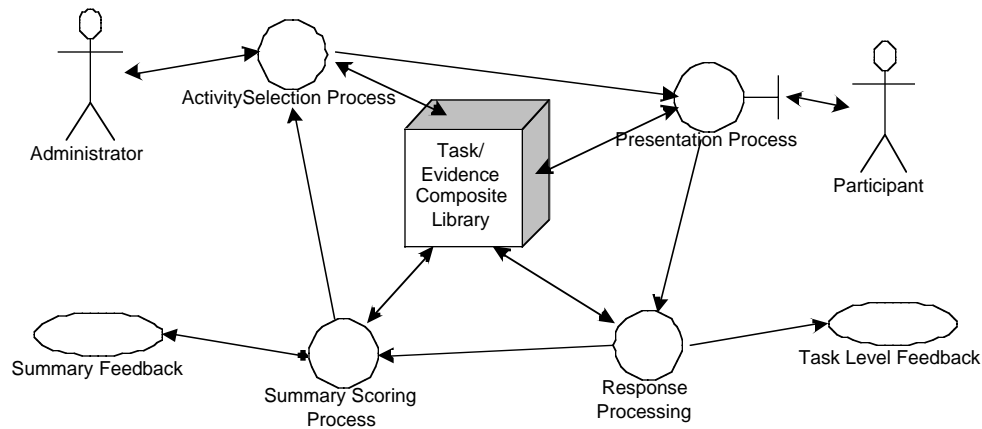 ActivitySelection Process
Administrator
Presentation Process
Participant
Task/
Evidence
Composite
Library
Summary Feedback
Summary Scoring
Process
Response
Processing
Task Level Feedback